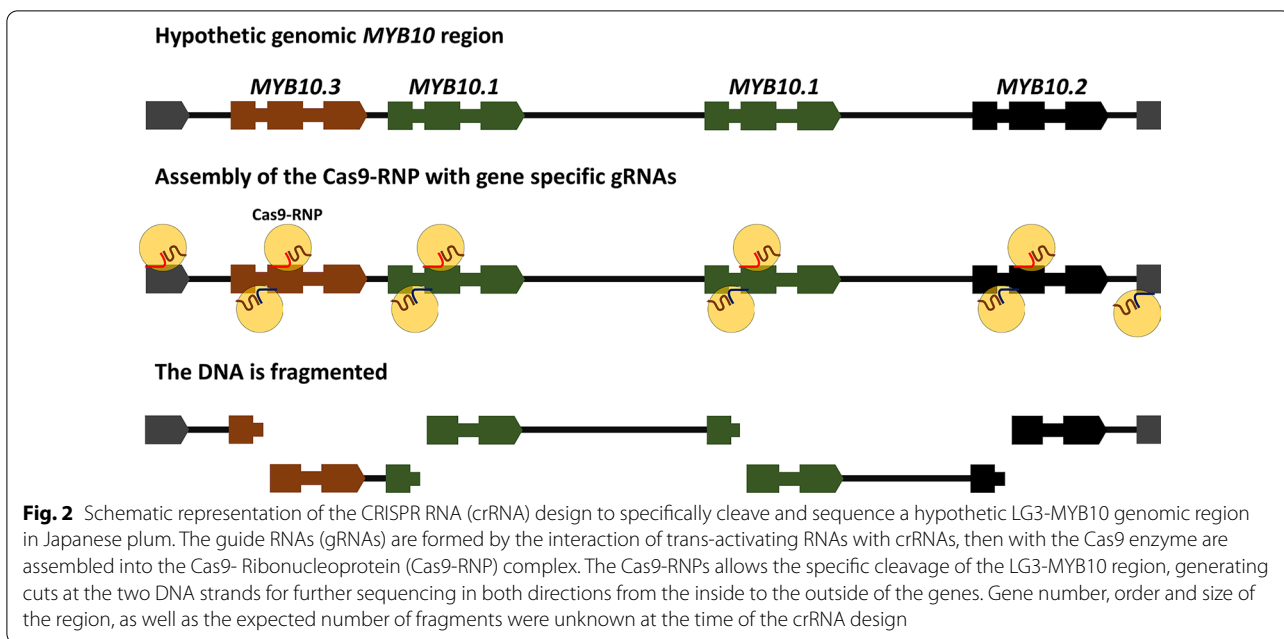 Hypothetic genomic MYB10 region
MYB10.3 MYB10.1 MYB10.1 MYB10.2
Assembly of the Cas9-RNP with gene specific gRNAs
Cas9-RNP
The DNA is fragmented
Fig. 2 Schematic representation of the CRISPR RNA (crRNA) design to specifically cleave and sequence a hypothetic LG3-MYB10 genomic region
in Japanese plum. The guide RNAs (gRNAs) are formed by the interaction of trans-activating RNAs with crRNAs, then with the Cas9 enzyme are
assembled into the Cas9- Ribonucleoprotein (Cas9-RNP) complex. The Cas9-RNPs allows the specific cleavage of the LG3-MYB10 region, generating
cuts at the two DNA strands for further sequencing in both directions from the inside to the outside of the genes. Gene number, order and size of
the region, as well as the expected number of fragments were unknown at the time of the crRNA design